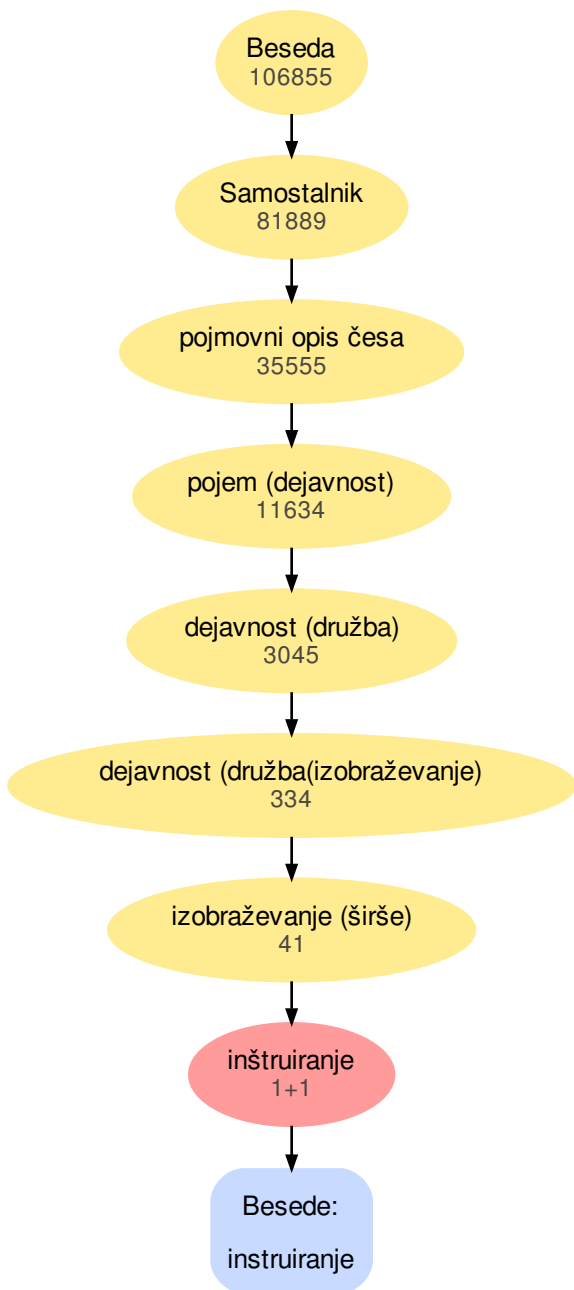 Beseda
106855
Samostalnik
81889
pojmovni opis česa
35555
pojem (dejavnost)
11634
dejavnost (družba)
3045
dejavnost (družba(izobraževanje)
334
izobraževanje (širše)
41
inštruiranje
1+1
Besede:
instruiranje